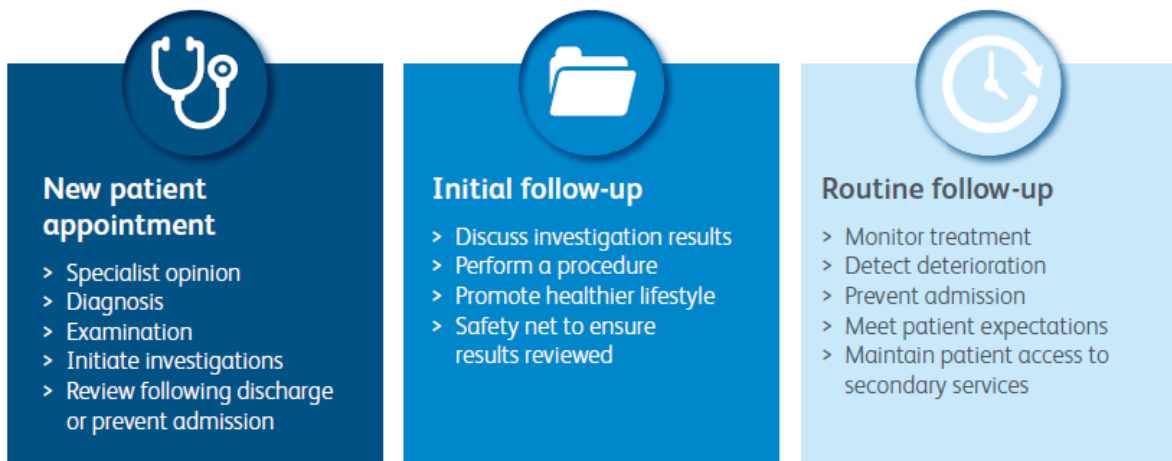 New patient
appointment
> Specialist opinion
> Diagnosis
> Examination
> Initiate investigations
> Review following discharge
or prevent admission
Initial follow-up
> Discuss investigation results
> Perform a procedure
> Promote healthier lifestyle
> Safety net to ensure
results reviewed
Routine follow-up
> Monitor treatment
> Detect deterioration
> Prevent admission
> Meet patient expectations
> Maintain patient access to
secondary services